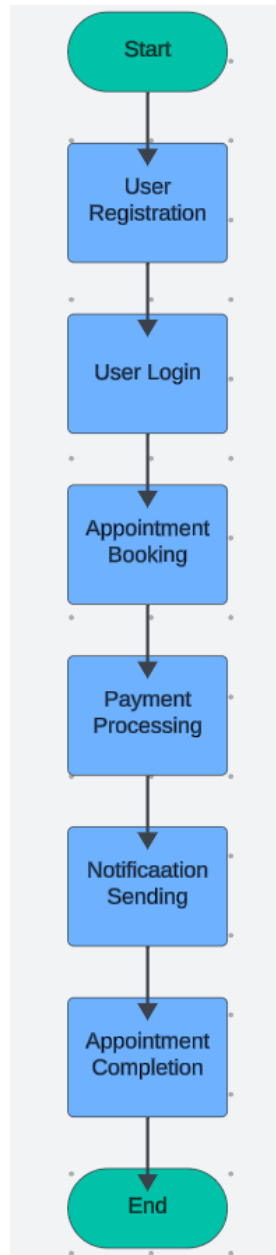 Start
User
Registration
User Login
Appointment
Booking
Payment
Processing
Notificaation
Sending
Appointment
Completion
End